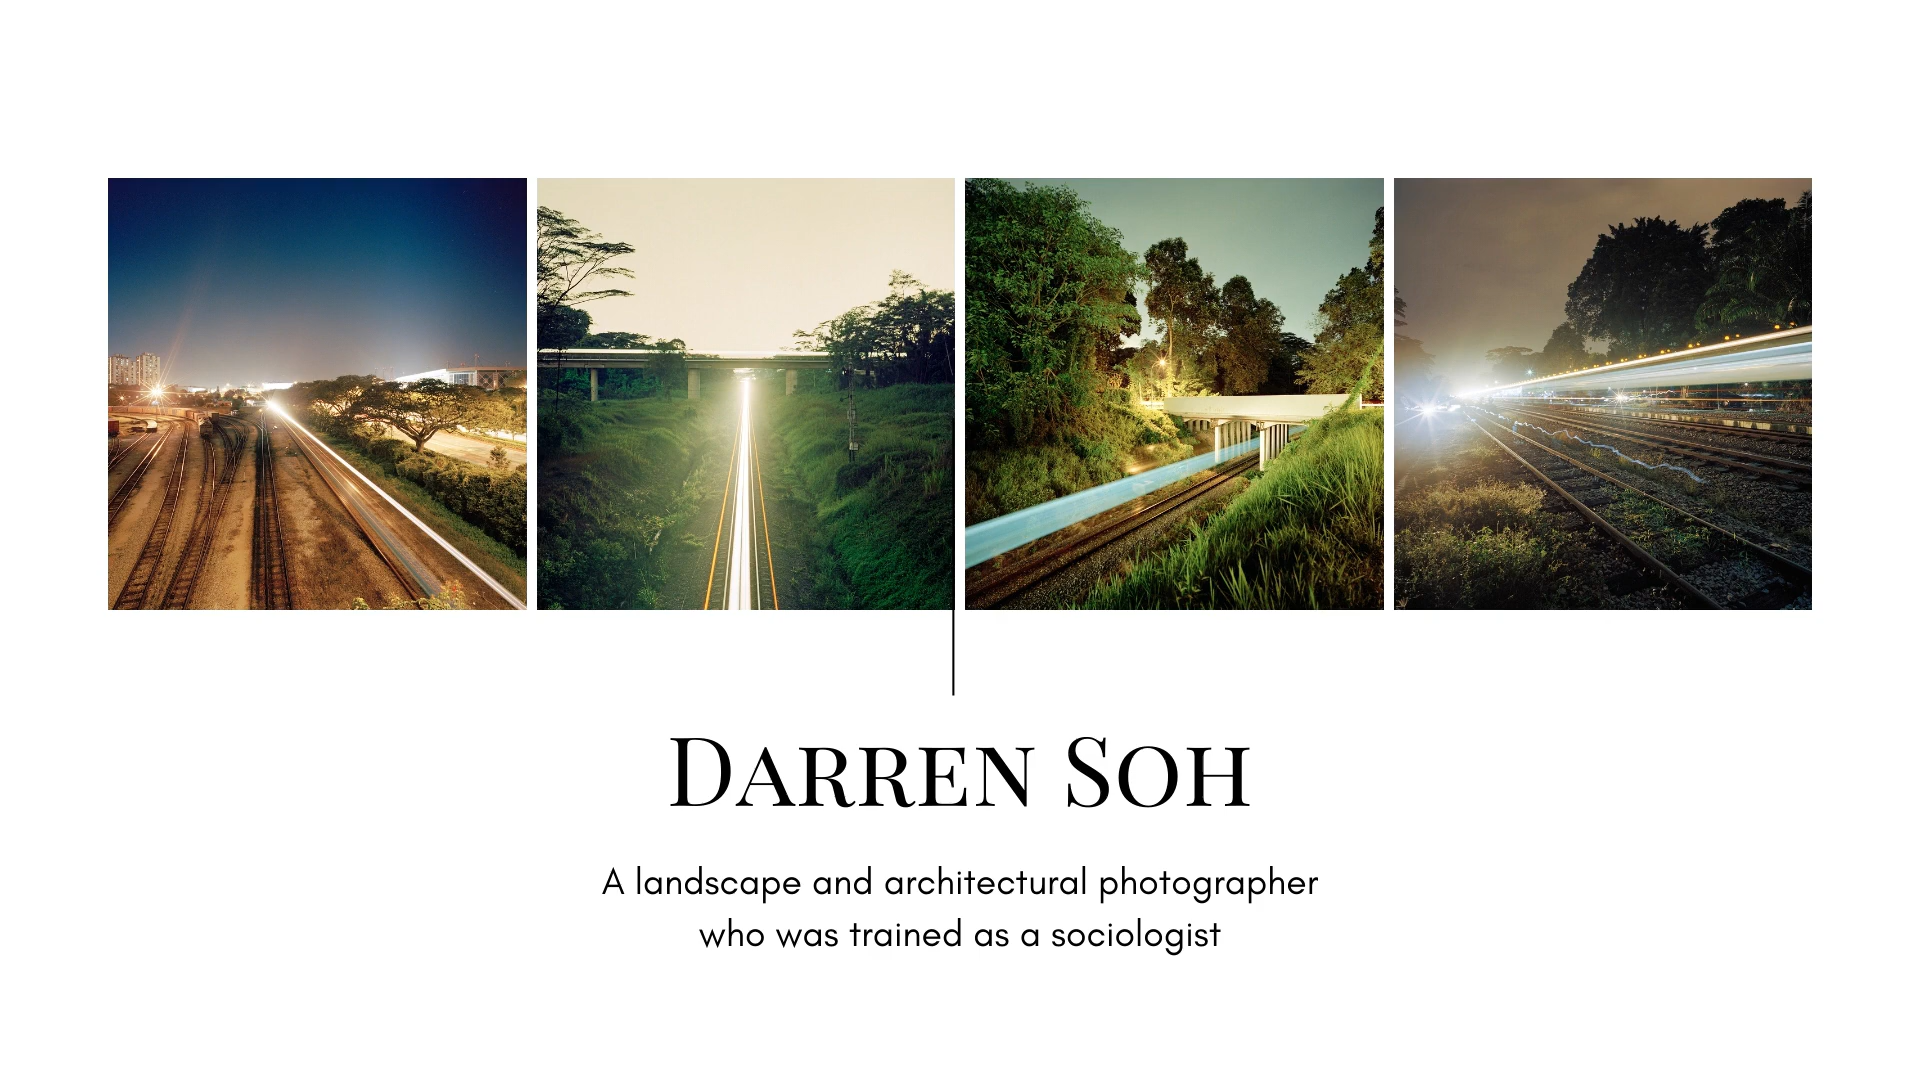 Darren Soh
A landscape and architectural photographer
who was trained as a sociologist